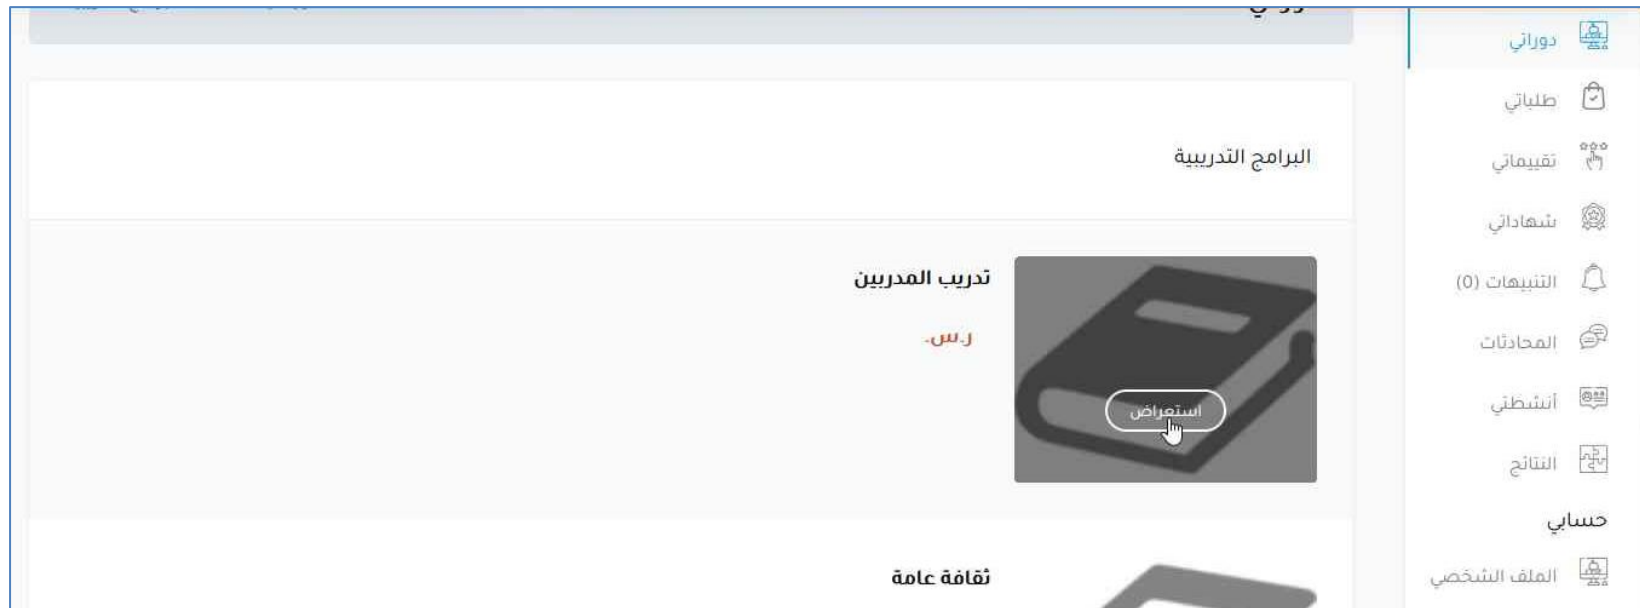 دوراتي
طلباتي
تقييماتي
شهاداتي
التنبيهات (0)
المحادثات
أنشطتي
النتائج
حسابي
الملف الشخصي
البرامج التدريبية
تدريب المدربين
ر.س.
استعراض
ثقافة عامة